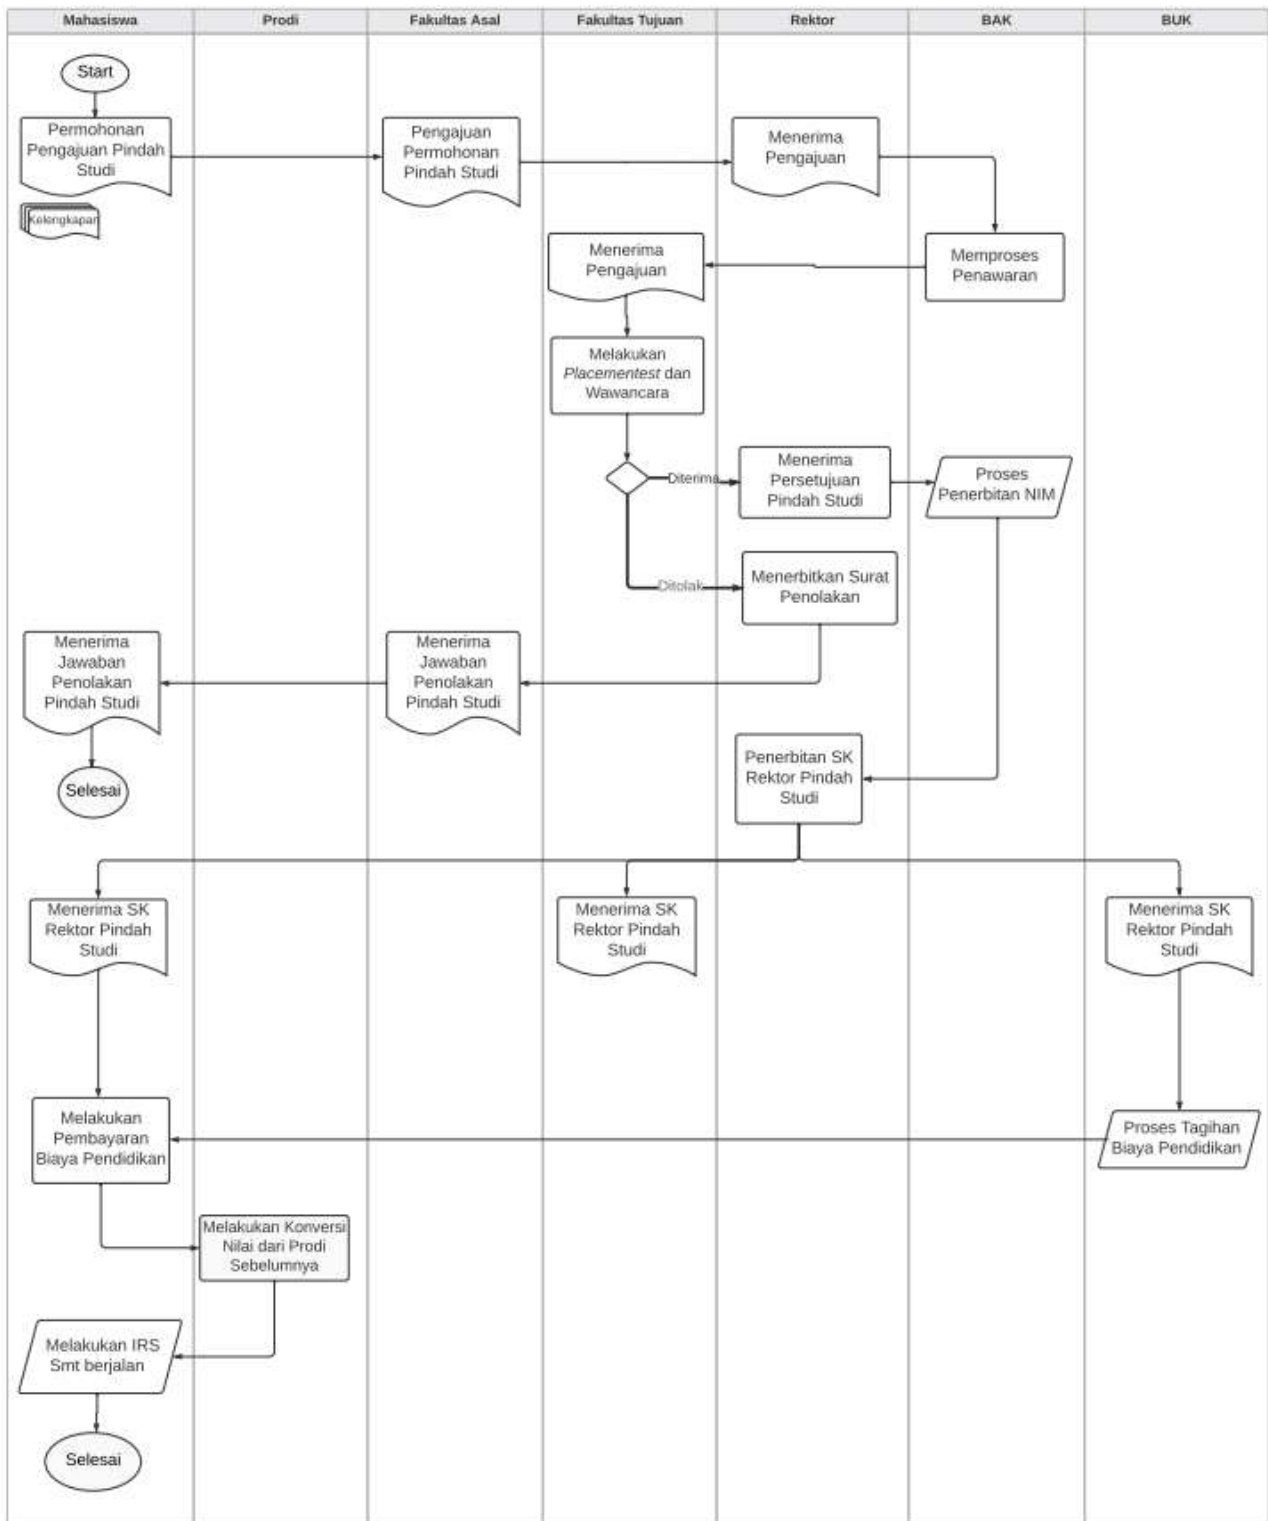 Mahasiswa
Prodi
Fakultas Asal
Fakultas Tujuan
Rektor
BAK
BUK
Start
Permohonan
Pengajuan Pindah
Studi
Pengajuan
Permohonan
Pindah Studi
Menerima
Pengajuan
Kelengkapan
Menerima
Pengajuan
Memproses
Penawaran
Melakukan
Placementest dan
Wawancara
Diterima
Menerima
Persetujuan
Pindah Studi
Proses
Penerbitan NIM
Ditolak
Menerbitkan Surat
Penolakan
Menerima
Jawaban
Penolakan
Pindah Studi
Menerima
Jawaban
Penolakan
Pindah Studi
Selesai
Penerbitan SK
Rektor Pindah
Studi
Menerima SK
Rektor Pindah
Studi
Menerima SK
Rektor Pindah
Studi
Menerima SK
Rektor Pindah
Studi
Melakukan
Pembayaran
Biaya Pendidikan
Proses Tagihan
Biaya Pendidikan
Melakukan Konversi
Nilai dari Prodi
Sebelumnya
Melakukan IRS
Smt berjalan
Selesai